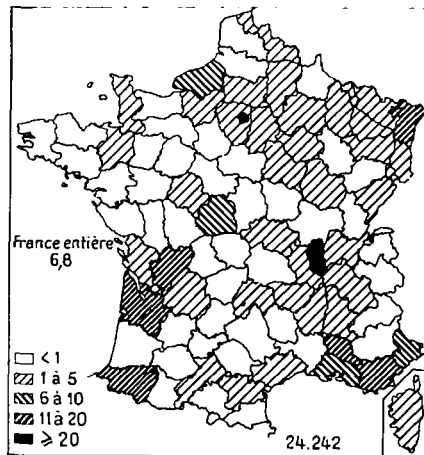 France entière
6,8
< 1
1 à 5
6 à 10
11 à 20
⩾ 20
24.242